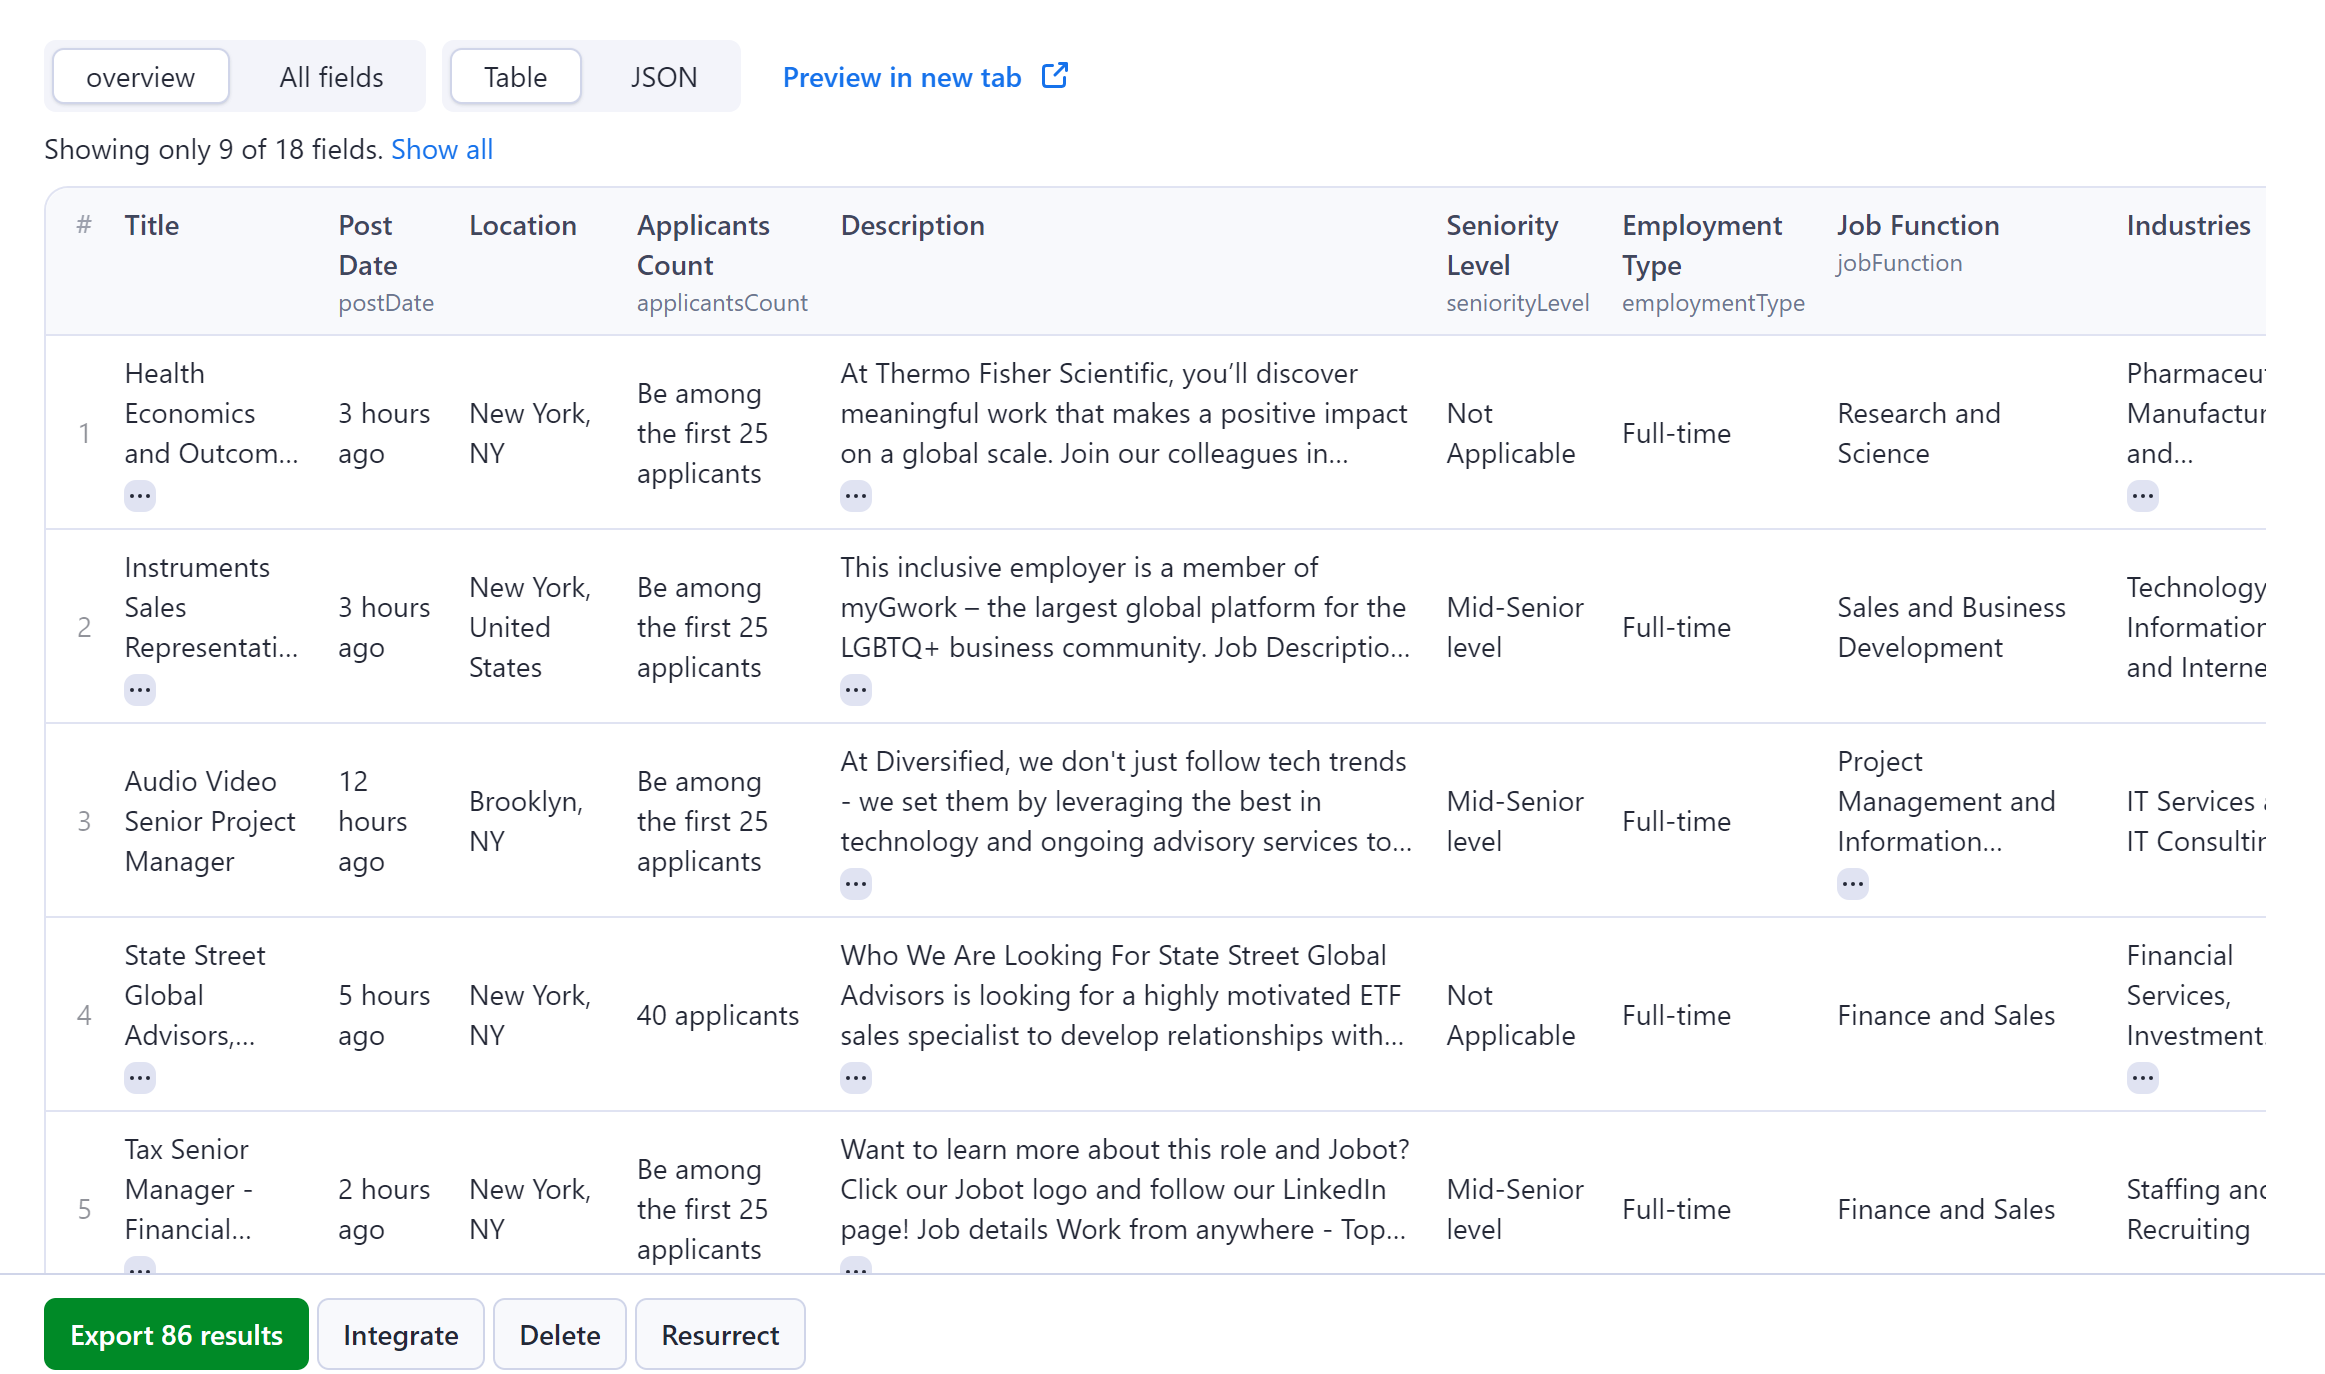 overview All fields Table JSON Preview in new tab
Showing only 9 of 18 fields. Show all
# Title Post Date postDate Location Applicants Count applicantsCount Description Seniority Level seniorityLevel Employment Type employmentType Job Function jobFunction Industries
1
Health
Economics
and Outcom...
3 hours
ago
New York,
NY
Be among
the first 25
applicants
At Thermo Fisher Scientific, you’ll discover
meaningful work that makes a positive impact
on a global scale. Join our colleagues in...
Not
Applicable
Full-time
Research and
Science
Pharmaceu
Manufactur
and...
2
Instruments
Sales
Representati...
3 hours
ago
New York,
United
States
Be among
the first 25
applicants
This inclusive employer is a member of
myGwork – the largest global platform for the
LGBTQ+ business community. Job Descriptio...
Mid-Senior
level
Full-time
Sales and Business
Development
Technology
Information
and Interne
3
Audio Video
Senior Project
Manager
12
hours
ago
Brooklyn,
NY
Be among
the first 25
applicants
At Diversified, we don't just follow tech trends
- we set them by leveraging the best in
technology and ongoing advisory services to...
Mid-Senior
level
Full-time
Project
Management and
Information...
IT Services
IT Consultin
4
State Street
Global
Advisors,...
5 hours
ago
New York,
NY
40 applicants
Who We Are Looking For State Street Global
Advisors is looking for a highly motivated ETF
sales specialist to develop relationships with...
Not
Applicable
Full-time
Finance and Sales
Financial
Services,
Investment.
5
Tax Senior
Manager -
Financial...
2 hours
ago
New York,
NY
Be among
the first 25
applicants
Want to learn more about this role and Jobot?
Click our Jobot logo and follow our LinkedIn
page! Job details Work from anywhere - Top...
Mid-Senior
level
Full-time
Finance and Sales
Staffing and
Recruiting
Export 86 results Integrate Delete Resurrect